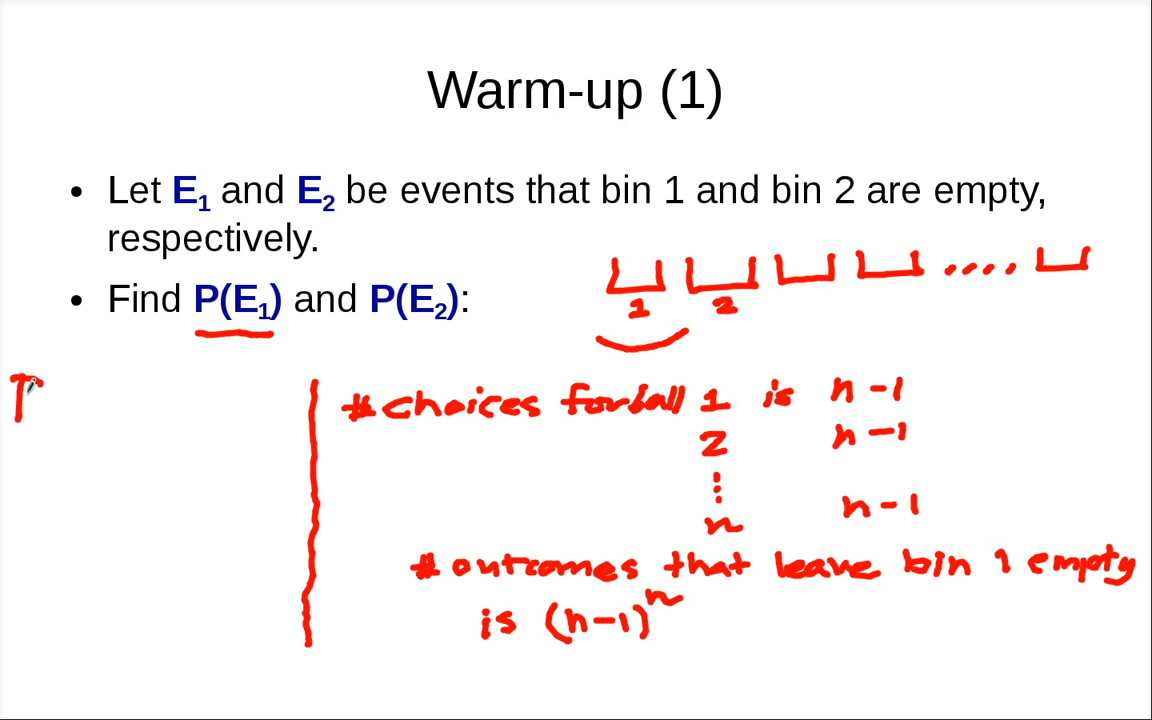 Warm-up (1)
• Let E₁ and E₂ be events that bin 1 and bin 2 are empty,
respectively.
• Find P(E₁) and P(E₂):
1 2 ....
# choices for ball 1 is n-1
2 n-1
⋮
n n-1
# outcomes that leave bin 1 empty
is (n-1)ⁿ